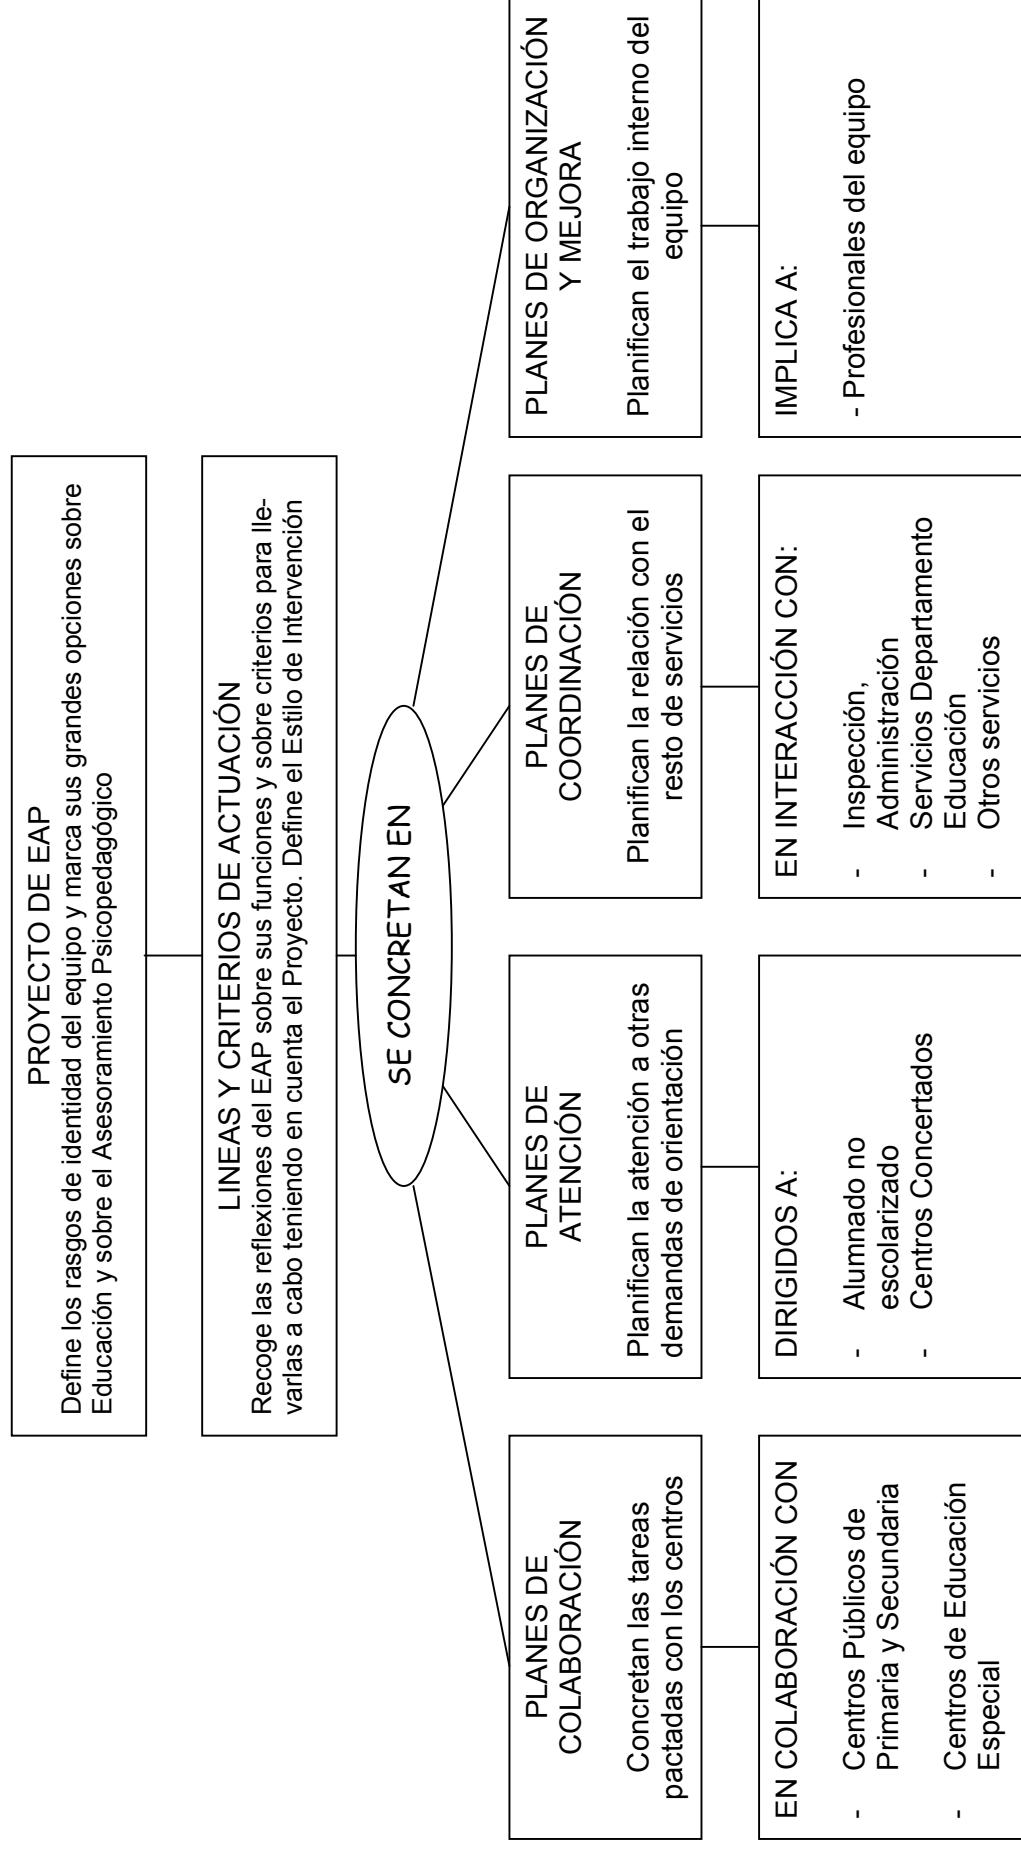 PROYECTO DE EAP
Define los rasgos de identidad del equipo y marca sus grandes opciones sobre
Educación y sobre el Asesoramiento Psicopedagógico
LINEAS Y CRITERIOS DE ACTUACIÓN
Recoge las reflexiones del EAP sobre sus funciones y sobre criterios para lle-
varlas a cabo teniendo en cuenta el Proyecto. Define el Estilo de Intervención
SE CONCRETAN EN
PLANES DE
COLABORACIÓN
Concretan las tareas
pactadas con los centros
PLANES DE
ATENCIÓN
Planifican la atención a otras
demandas de orientación
PLANES DE
COORDINACIÓN
Planifican la relación con el
resto de servicios
PLANES DE ORGANIZACIÓN
Y MEJORA
Planifican el trabajo interno del
equipo
EN COLABORACIÓN CON
- Centros Públicos de
Primaria y Secundaria
- Centros de Educación
Especial
DIRIGIDOS A:
- Alumnado no
escolarizado
- Centros Concertados
EN INTERACCIÓN CON:
- Inspección,
Administración
- Servicios Departamento
Educación
- Otros servicios
IMPLICA A:
- Profesionales del equipo